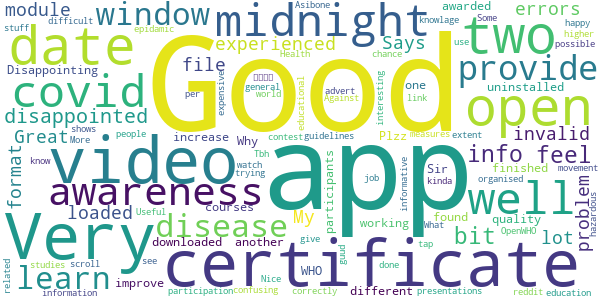 module
difficult
window
midnight
Asibone
knowlage
awarded
Some
errors
stuff
epidemic
happy
higher
possible
date
experienced
Says
two
Disappointing
file
Health
chance
use
uninstalled
covid
Good
general
world
expensive
per
advert
Against
educational
interesting
one
link
provide
disappointed
shows
More
people
increase
Why
contest
guidelines
Plzz
measures
extent
open
invalid
Great
know
video
watch
trying
Tbh
Sir
kinda
info
feel
format
loaded
My
participants
informative
job
app
finished
organised
movement
awareness
courses
working
found
What
well
quality
OpenWHO
problem
hazardous
Useful
Very
disease
bit
lot
related
downloaded
another
give
guud
done
tap
reddit
education
learn
studies
scroll
improve
see
WHO
Nice
certificate
different
information
participation
confusing
correctly
presentations